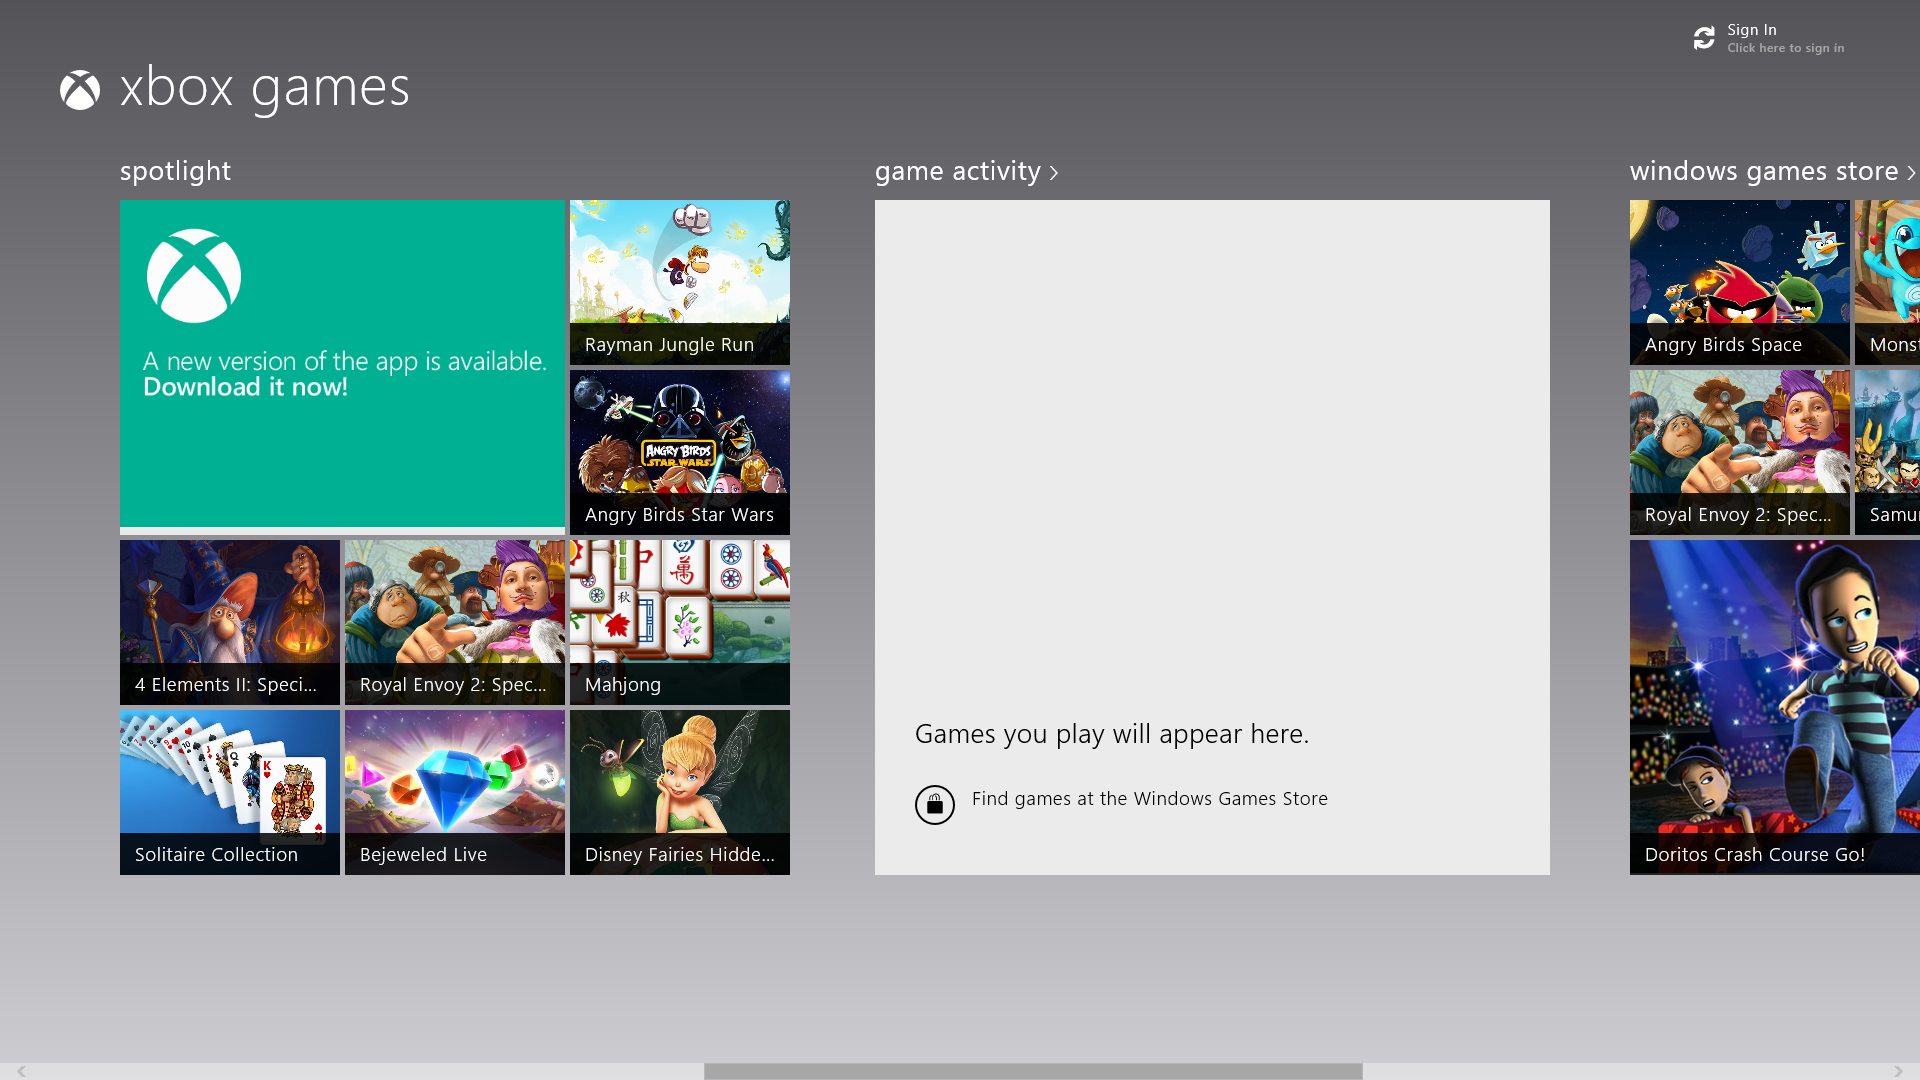 Sign In
Click here to sign in
xbox games
spotlight
game activity
windows games store
A new version of the app is available.
Download it now!
Rayman Jungle Run
ANGRY BIRDS
STAR WARS
Angry Birds Star Wars
4 Elements II: Speci...
Royal Envoy 2: Spec...
Mahjong
Solitaire Collection
Bejeweled Live
Disney Fairies Hidde...
Games you play will appear here.
Find games at the Windows Games Store
Angry Birds Space
Monst
Royal Envoy 2: Spec...
Samur
Doritos Crash Course Go!